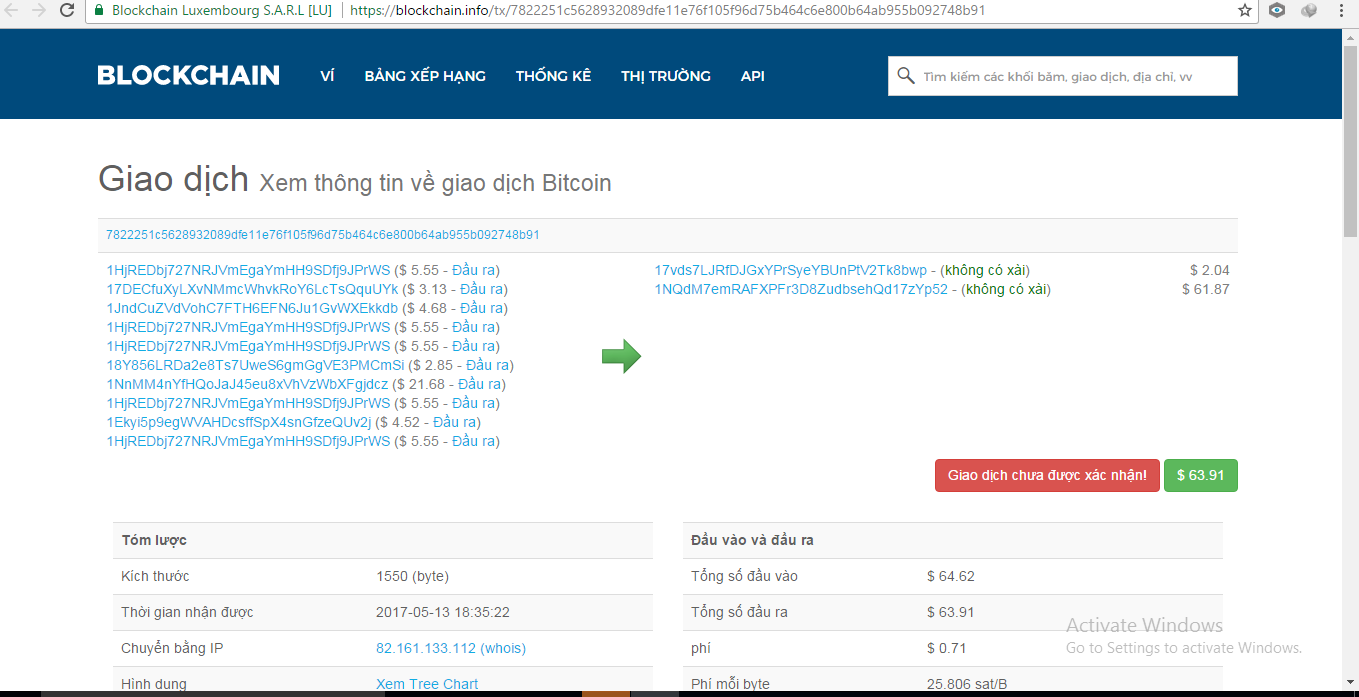 Blockchain Luxembourg S.A.R.L [LU] | https://blockchain.info/tx/7822251c5628932089dfe11e76f105f96d75b464c6e800b64ab955b092748b91
BLOCKCHAIN VÍ BẢNG XẾP HẠNG THỐNG KÊ THỊ TRƯỜNG API Tìm kiếm các khối băm, giao dịch, địa chỉ, vv
Giao dịch Xem thông tin về giao dịch Bitcoin
7822251c5628932089dfe11e76f105f96d75b464c6e800b64ab955b092748b91
1HjREDbj727NRJVmEgaYmHH9SDfj9JPrWS ($ 5.55 - Đầu ra)
17DECfuXyLXvNMmcWhvkRoY6LcTsQquUYk ($ 3.13 - Đầu ra)
1JndCuZVdVohC7FTH6EFN6Ju1GvWXEkkdb ($ 4.68 - Đầu ra)
1HjREDbj727NRJVmEgaYmHH9SDfj9JPrWS ($ 5.55 - Đầu ra)
1HjREDbj727NRJVmEgaYmHH9SDfj9JPrWS ($ 5.55 - Đầu ra)
18Y856LRDa2e8Ts7UweS6gmGgVE3PMCmSi ($ 2.85 - Đầu ra)
1NnMM4nYfHQoJaJ45eu8xVhVzWbXFgjdcz ($ 21.68 - Đầu ra)
1HjREDbj727NRJVmEgaYmHH9SDfj9JPrWS ($ 5.55 - Đầu ra)
1Ekyi5p9egWVAHDcsffSpX4snGfzeQUv2j ($ 4.52 - Đầu ra)
1HjREDbj727NRJVmEgaYmHH9SDfj9JPrWS ($ 5.55 - Đầu ra)
17vds7LJRfDJGxYPrSyeYBUnPtV2Tk8bwp - (không có xài) $ 2.04
1NQdM7emRAFXPFr3D8ZudbsehQd17zYp52 - (không có xài) $ 61.87
Giao dịch chưa được xác nhận! $ 63.91
Tóm lược
Kích thước 1550 (byte)
Thời gian nhận được 2017-05-13 18:35:22
Chuyển bằng IP 82.161.133.112 (whois)
Hình dung Xem Tree Chart
Đầu vào và đầu ra
Tổng số đầu vào $ 64.62
Tổng số đầu ra $ 63.91
phí $ 0.71
Phí mỗi byte 25.806 sat/B
Activate Windows
Go to Settings to activate Windows.